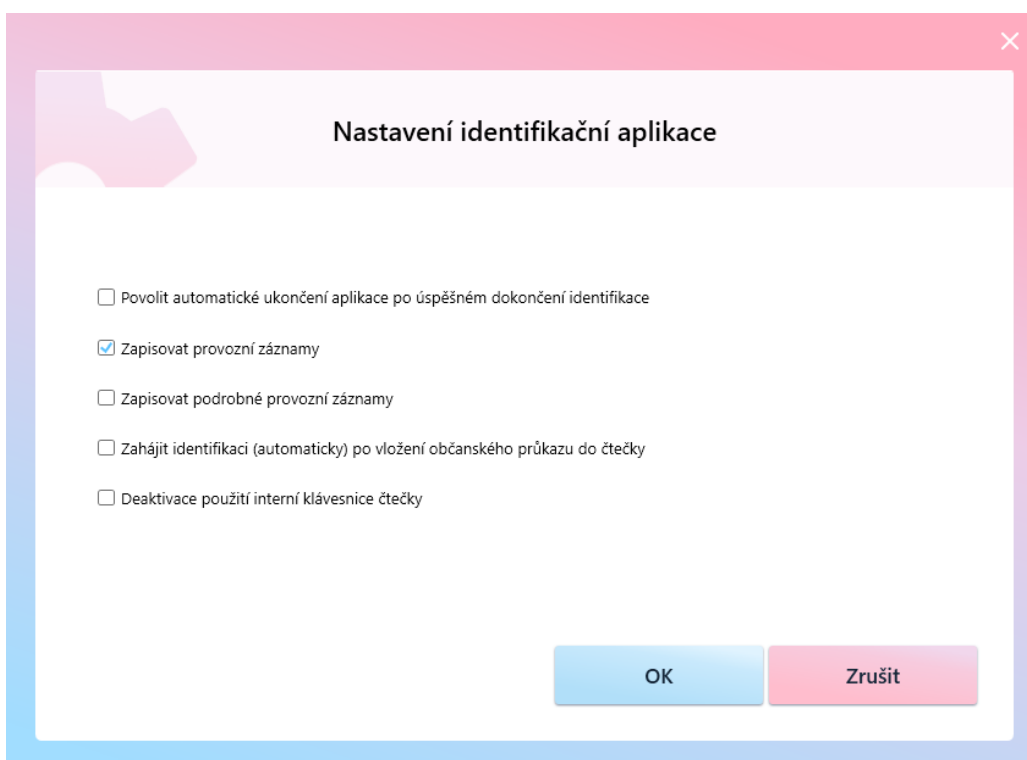 Nastavení identifikační aplikace
Povolit automatické ukončení aplikace po úspěšném dokončení identifikace
Zapisovat provozní záznamy
Zapisovat podrobné provozní záznamy
Zahájit identifikaci (automaticky) po vložení občanského průkazu do čtečky
Deaktivace použití interní klávesnice čtečky
OK
Zrušit